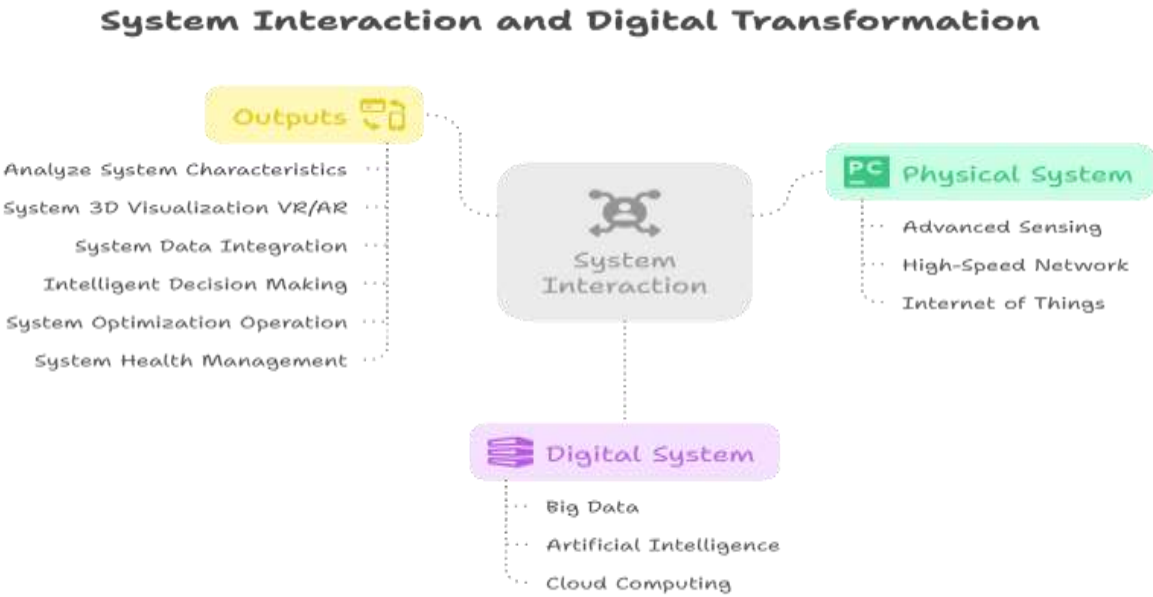 System Interaction and Digital Transformation
Outputs
Analyze System Characteristics
System 3D Visualization VR/AR
System Data Integration
Intelligent Decision Making
System Optimization Operation
System Health Management
System
Interaction
PC
Physical System
Advanced Sensing
High-Speed Network
Internet of Things
Digital System
Big Data
Artificial Intelligence
Cloud Computing